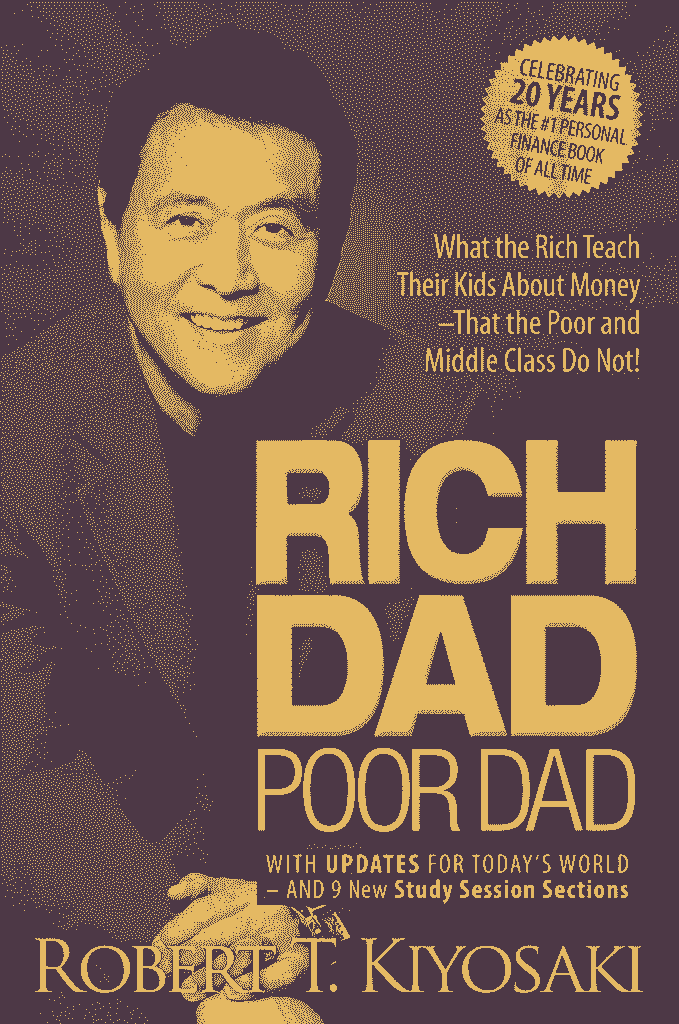 CELEBRATING
20 YEARS
AS THE #1 PERSONAL
FINANCE BOOK
OF ALL TIME
What the Rich Teach
Their Kids About Money
–That the Poor and
Middle Class Do Not!
RICH
DAD
POOR DAD
WITH UPDATES FOR TODAY'S WORLD
– AND 9 New Study Session Sections
ROBERT T. KIYOSAKI